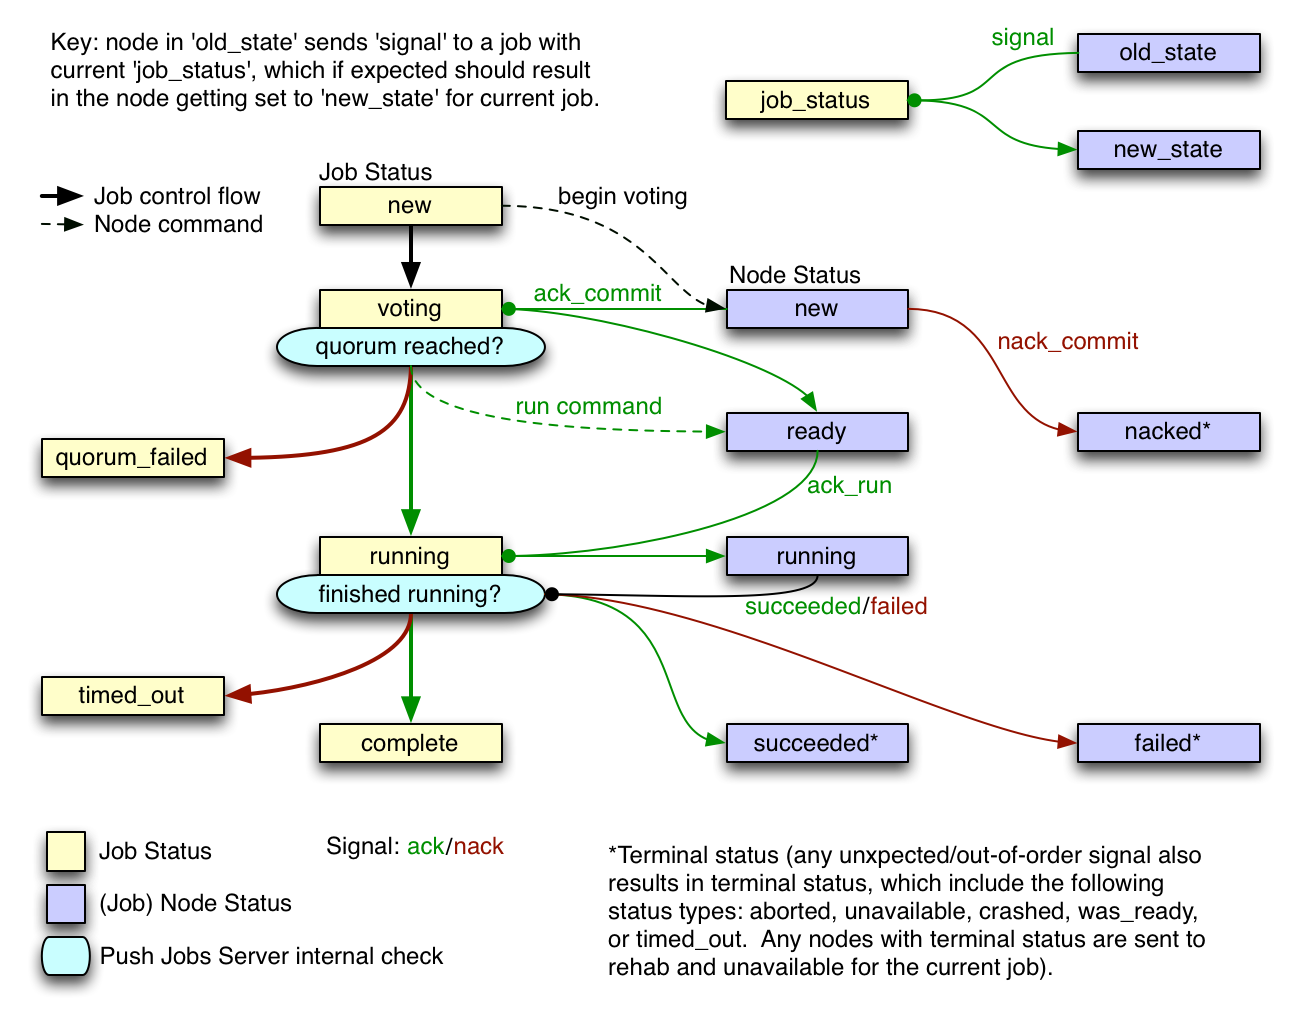 Key: node in 'old_state' sends 'signal' to a job with
current 'job_status', which if expected should result
in the node getting set to 'new_state' for current job.
signal
old_state
job_status
new_state
Job control flow
Node command
Job Status
new
begin voting
Node Status
voting
ack_commit
new
quorum reached?
nack_commit
run command
ready
nacked*
quorum_failed
ack_run
running
running
finished running?
succeeded/failed
timed_out
complete
succeeded*
failed*
Job Status
(Job) Node Status
Push Jobs Server internal check
Signal: ack/nack
*Terminal status (any unxpected/out-of-order signal also
results in terminal status, which include the following
status types: aborted, unavailable, crashed, was_ready,
or timed_out.  Any nodes with terminal status are sent to
rehab and unavailable for the current job).